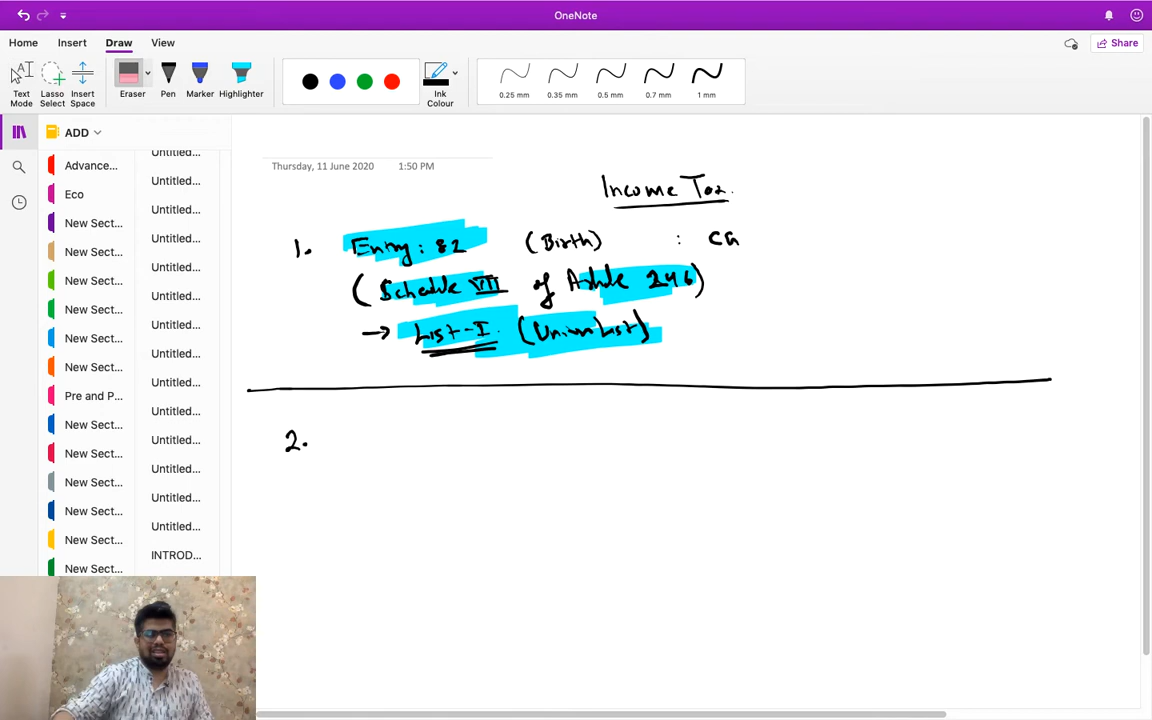 OneNote
Home Insert Draw View
Share
Text Mode
Lasso Select
Insert Space
Eraser
Pen
Marker
Highlighter
Ink Colour
0.25 mm 0.35 mm 0.5 mm 0.7 mm 1 mm
ADD
Advance...
Eco
New Sect...
New Sect...
New Sect...
New Sect...
New Sect...
New Sect...
Pre and P...
New Sect...
New Sect...
New Sect...
New Sect...
New Sect...
New Sect...
Untitled...
Untitled...
Untitled...
Untitled...
Untitled...
Untitled...
Untitled...
Untitled...
Untitled...
Untitled...
Untitled...
Untitled...
Untitled...
Untitled...
INTROD...
Thursday, 11 June 2020 1:50 PM
Income Tax.
1. Entry: 82 (Birth) : CG
(Schedule VII of Article 246)
→ List-I. (Union List)
2.